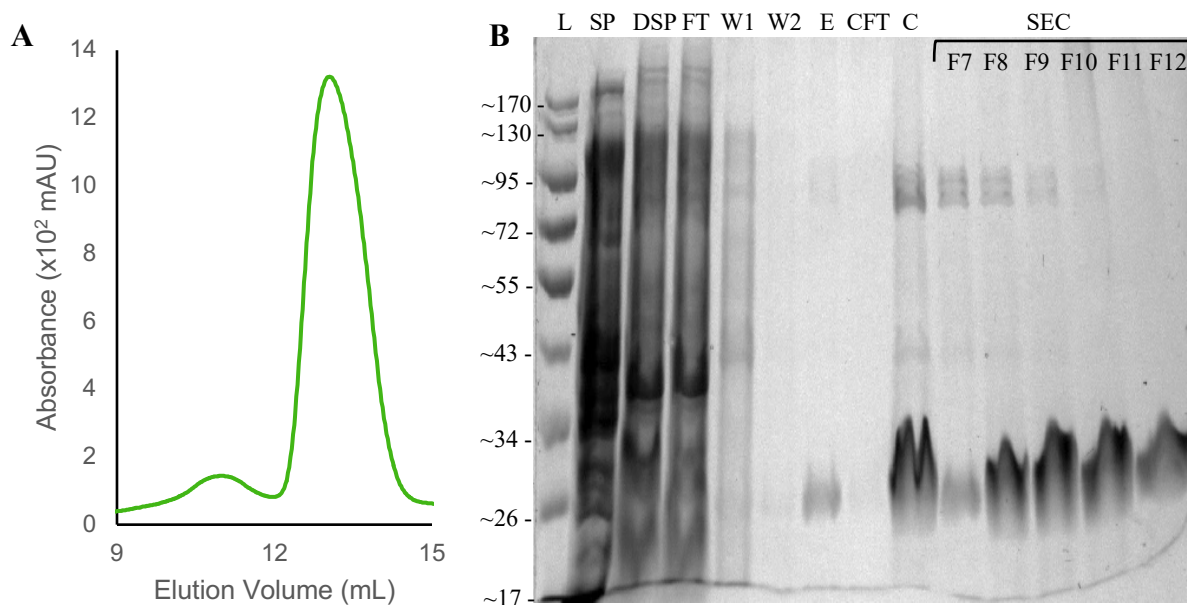 A
14
12
10
8
6
4
2
0
9 12 15
Absorbance (x10² mAU)
Elution Volume (mL)
B
L SP DSP FT W1 W2 E CFT C SEC
F7 F8 F9 F10 F11 F12
~170 -
~130 -
~95 -
~72 -
~55 -
~43 -
~34 -
~26 -
~17 -